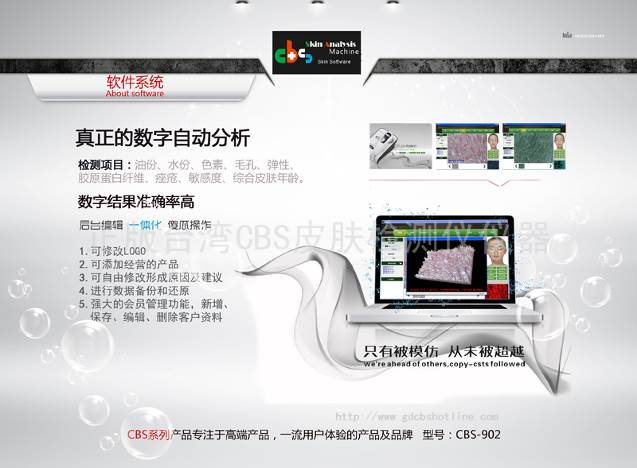 cbcs
Skin Analysis
Machine
Skin Software
软件系统
About software
真正的数字自动分析
检测项目：油份、水份、色素、毛孔、弹性、
胶原蛋白纤维、痤疮、敏感度、综合皮肤年龄。
数字结果准确率高
后台编辑 一体化 傻瓜操作
台湾CBS皮肤检测仪仪器
1. 可修改LOGO
2. 可添加经营的产品
3. 可自由修改形成原因及建议
4. 进行数据备份和还原
5. 强大的会员管理功能，新增、
保存、编辑、删除客户资料
只有被模仿 从未被超越
we're ahead of others,copy-csts followed
http://www.gdcbshotline.com
CBS系列产品专注于高端产品，一流用户体验的产品及品牌 型号：CBS-902